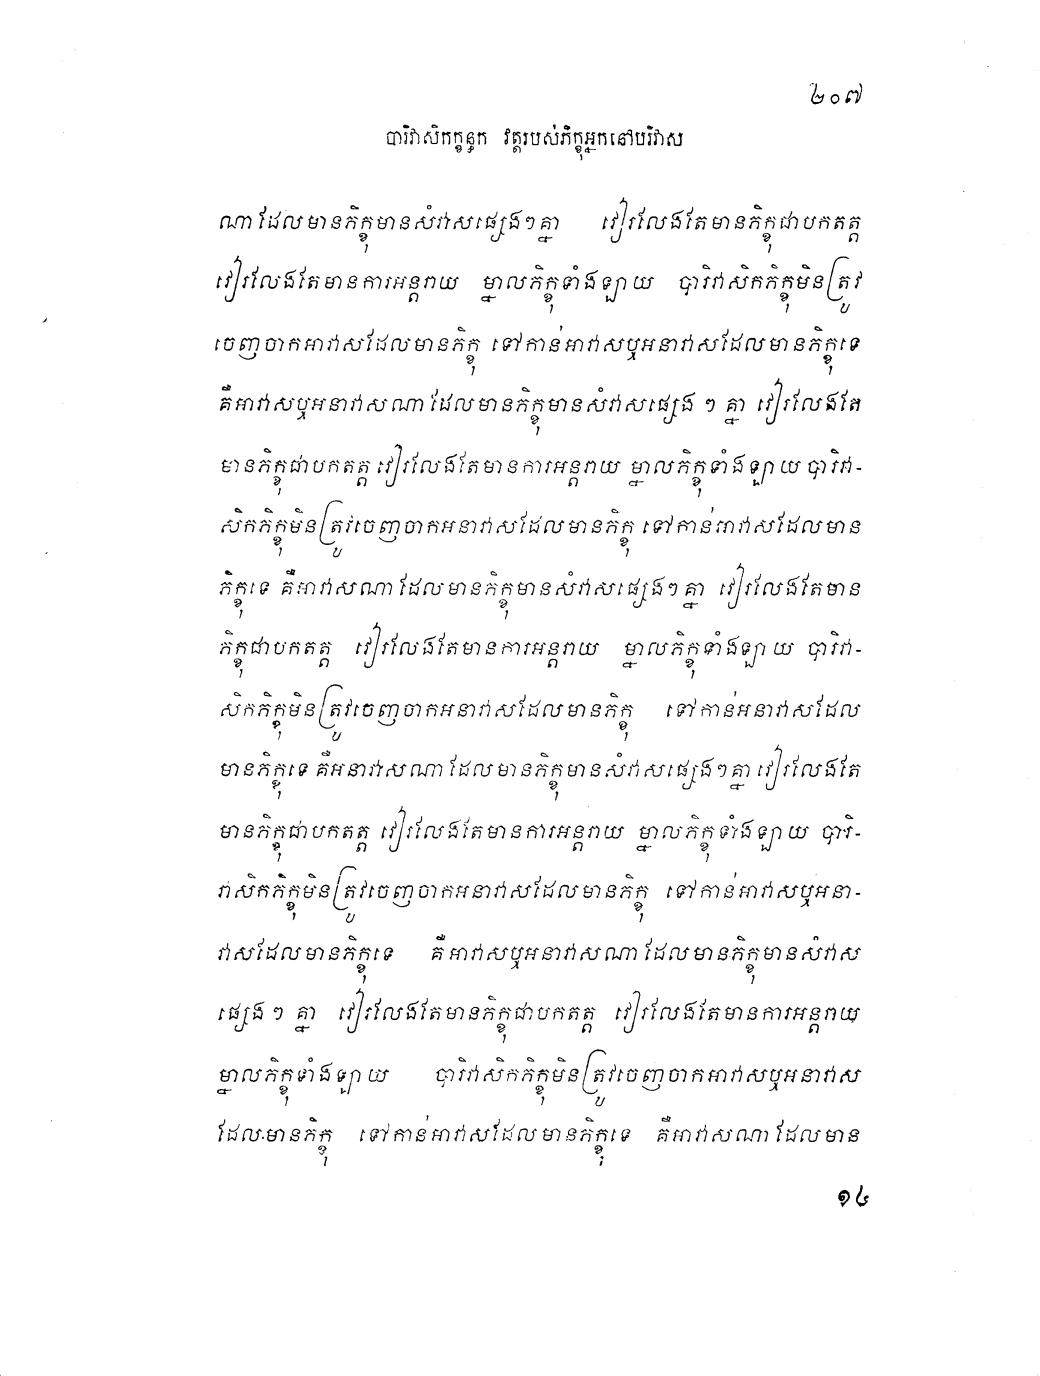 ២០៧
បារិវាសិកក្ខន្ធក វត្តរបស់ភិក្ខុអ្នកនៅបរិវាស
ណា ដែលមានភិក្ខុមានសំវាសផ្សេងៗគ្នា វៀរលែងតែមានភិក្ខុជាបកតត្ត
វៀរលែងតែមានការអន្តរាយ ម្នាលភិក្ខុទាំងឡាយ បារិវាសិកភិក្ខុមិនត្រូវ
ចេញចាកអាវាសដែលមានភិក្ខុ ទៅកាន់អាវាសឬអនាវាសដែលមានភិក្ខុទេ
គឺអាវាសឬអនាវាសណា ដែលមានភិក្ខុមានសំវាសផ្សេង ៗ គ្នា វៀរលែងតែ
មានភិក្ខុជាបកតត្ត វៀរលែងតែមានការអន្តរាយ ម្នាលភិក្ខុទាំងឡាយ បារិវា-
សិកភិក្ខុមិនត្រូវចេញចាកអនាវាសដែលមានភិក្ខុ ទៅកាន់អាវាសដែលមាន
ភិក្ខុទេ គឺអាវាសណា ដែលមានភិក្ខុមានសំវាសផ្សេងៗគ្នា វៀរលែងតែមាន
ភិក្ខុជាបកតត្ត វៀរលែងតែមានការអន្តរាយ ម្នាលភិក្ខុទាំងឡាយ បារិវា-
សិកភិក្ខុមិនត្រូវចេញចាកអនាវាសដែលមានភិក្ខុ ទៅកាន់អនាវាសដែល
មានភិក្ខុទេ គឺអនាវាសណា ដែលមានភិក្ខុមានសំវាសផ្សេងៗគ្នា វៀរលែងតែ
មានភិក្ខុជាបកតត្ត វៀរលែងតែមានការអន្តរាយ ម្នាលភិក្ខុទាំងឡាយ បារិ-
វាសិកភិក្ខុមិនត្រូវចេញចាកអនាវាសដែលមានភិក្ខុ ទៅកាន់អាវាសឬអនា-
វាសដែលមានភិក្ខុទេ គឺអាវាសឬអនាវាសណា ដែលមានភិក្ខុមានសំវាស
ផ្សេង ៗ គ្នា វៀរលែងតែមានភិក្ខុជាបកតត្ត វៀរលែងតែមានការអន្តរាយ
ម្នាលភិក្ខុទាំងឡាយ បារិវាសិកភិក្ខុមិនត្រូវចេញចាកអាវាសឬអនាវាស
ដែលមានភិក្ខុ ទៅកាន់អាវាសដែលមានភិក្ខុទេ គឺអាវាសណា ដែលមាន
១៤